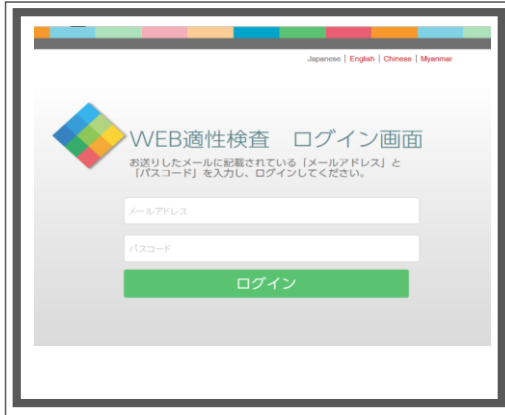 Japanese | English | Chinese | Myanmar
WEB適性検査　ログイン画面
お送りしたメールに記載されている「メールアドレス」と
「パスコード」を入力し、ログインしてください。
メールアドレス
パスコード
ログイン